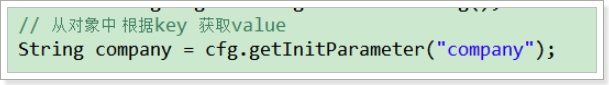 // 从对象中 根据key 获取value
String company = cfg.getInitParameter("company");